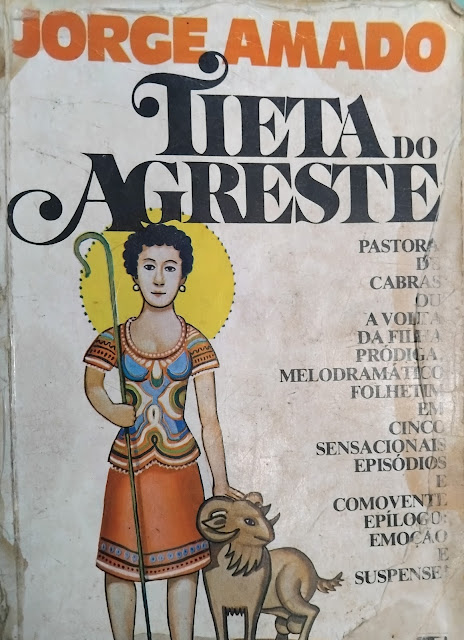 JORGE AMADO
TIETA DO
AGRESTE
PASTORA
DE
CABRAS
OU
A VOLTA
DA FILHA
PRÓDIGA,
MELODRAMÁTICO
FOLHETIM
EM
CINCO
SENSACIONAIS
EPISÓDIOS
E
COMOVENTE
EPÍLOGO:
EMOÇÃO
E
SUSPENSE!